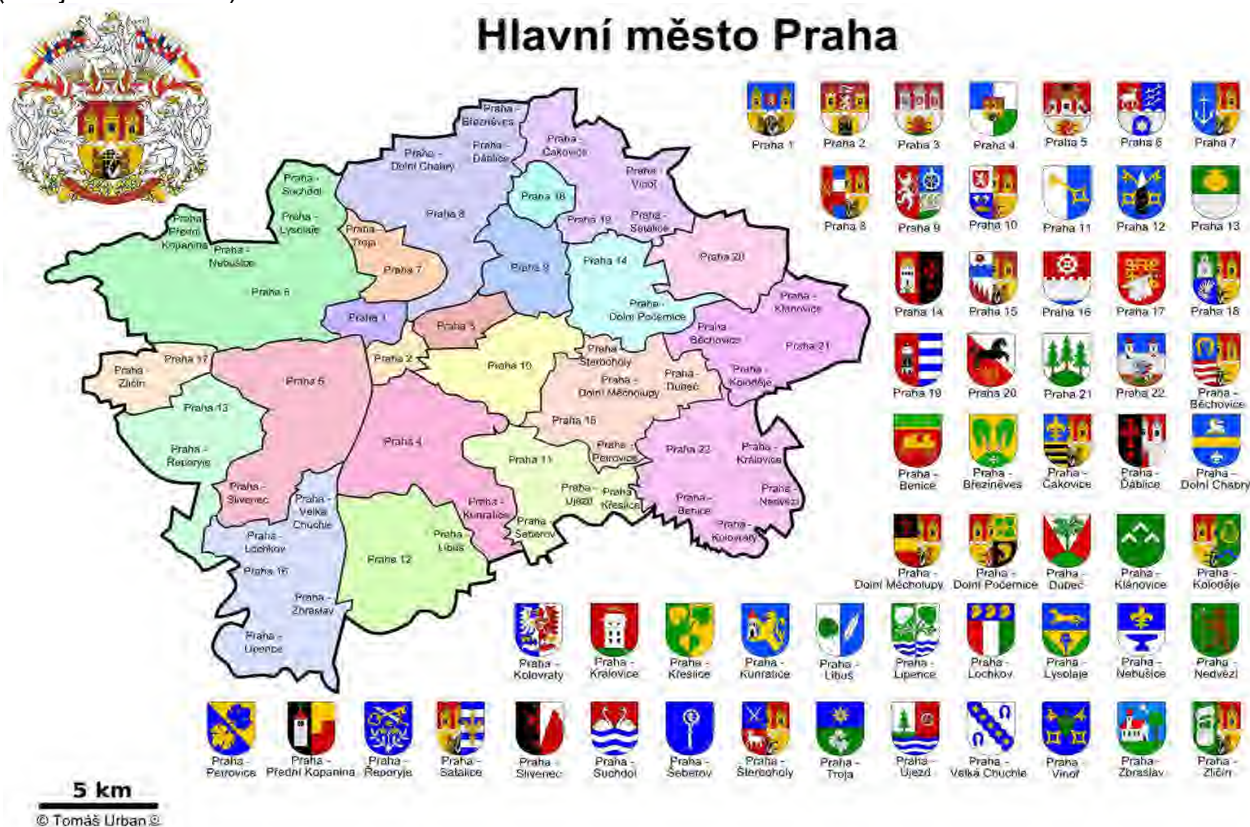 Hlavní město Praha
Praha 1
Praha 2
Praha 3
Praha 4
Praha 5
Praha 6
Praha 7
Praha 8
Praha 9
Praha 10
Praha 11
Praha 12
Praha 13
Praha 14
Praha 15
Praha 16
Praha 17
Praha 18
Praha 19
Praha 20
Praha 21
Praha 22
Praha -
Běchovice
Praha -
Benice
Praha -
Březiněves
Praha -
Čakovice
Praha -
Ďáblice
Praha -
Dolní Chabry
Praha -
Dolní Měcholupy
Praha -
Dolní Počernice
Praha -
Dubeč
Praha -
Klánovice
Praha -
Koloděje
Praha -
Kolovraty
Praha -
Královice
Praha -
Křeslice
Praha -
Kunratice
Praha -
Libuš
Praha -
Lipence
Praha -
Lochkov
Praha -
Lysolaje
Praha -
Nebušice
Praha -
Nedvězí
Praha -
Petrovice
Praha -
Přední Kopanina
Praha -
Řeporyje
Praha -
Satalice
Praha -
Slivenec
Praha -
Suchdol
Praha -
Šeberov
Praha -
Štěrboholy
Praha -
Troja
Praha -
Újezd
Praha -
Velká Chuchle
Praha -
Vinoř
Praha -
Zbraslav
Praha -
Zličín
Praha -
Březiněves
Praha -
Ďáblice
Praha -
Čakovice
Praha -
Dolní Chabry
Praha -
Vinoř
Praha -
Suchdol
Praha 18
Praha -
Lysolaje
Praha 8
Praha 19
Praha -
Satalice
Praha
Přední
Kopanina
Praha -
Troja
Praha -
Nebušice
Praha 7
Praha 9
Praha 14
Praha 20
Praha 6
Praha -
Dolní Počernice
Praha -
Klánovice
Praha 1
Praha 3
Praha
Běchovice
Praha 21
Praha 17
Praha 2
Praha 10
Praha -
Štěrboholy
Praha
Zličín
Praha 5
Praha -
Dolní Měcholupy
Praha -
Dubeč
Praha -
Koloděje
Praha 13
Praha 15
Praha 4
Praha -
Řeporyje
Praha 11
Praha -
Petrovice
Praha 22
Praha -
Královice
Praha -
Slivenec
Praha -
Velká
Chuchle
Praha -
Kunratice
Praha -
Újezd
Praha
Křeslice
Praha -
Benice
Praha -
Nedvězí
Praha -
Šeberov
Praha -
Kolovraty
Praha -
Lochkov
Praha -
Libuš
Praha 12
Praha 16
Praha -
Zbraslav
Praha -
Lipence
5 km
© Tomáš Urban